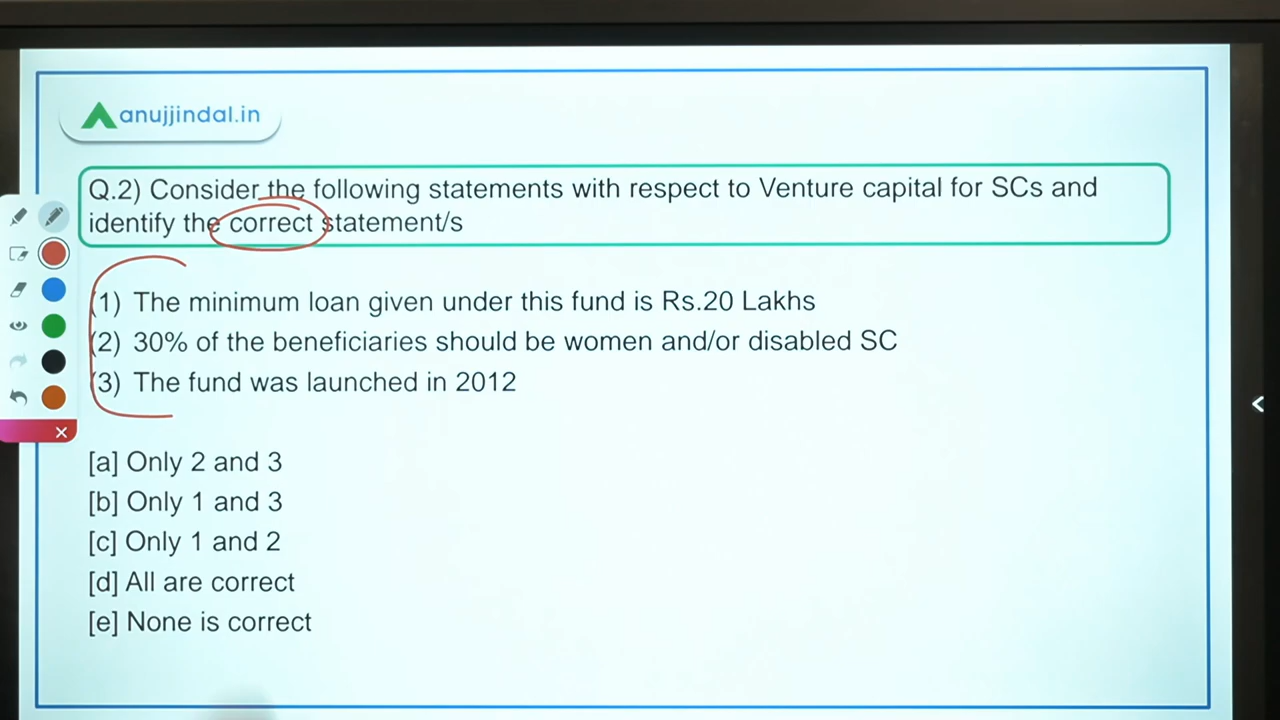 anujjindal.in
Q.2) Consider the following statements with respect to Venture capital for SCs and
identify the correct statement/s
(1) The minimum loan given under this fund is Rs.20 Lakhs
(2) 30% of the beneficiaries should be women and/or disabled SC
(3) The fund was launched in 2012
[a] Only 2 and 3
[b] Only 1 and 3
[c] Only 1 and 2
[d] All are correct
[e] None is correct